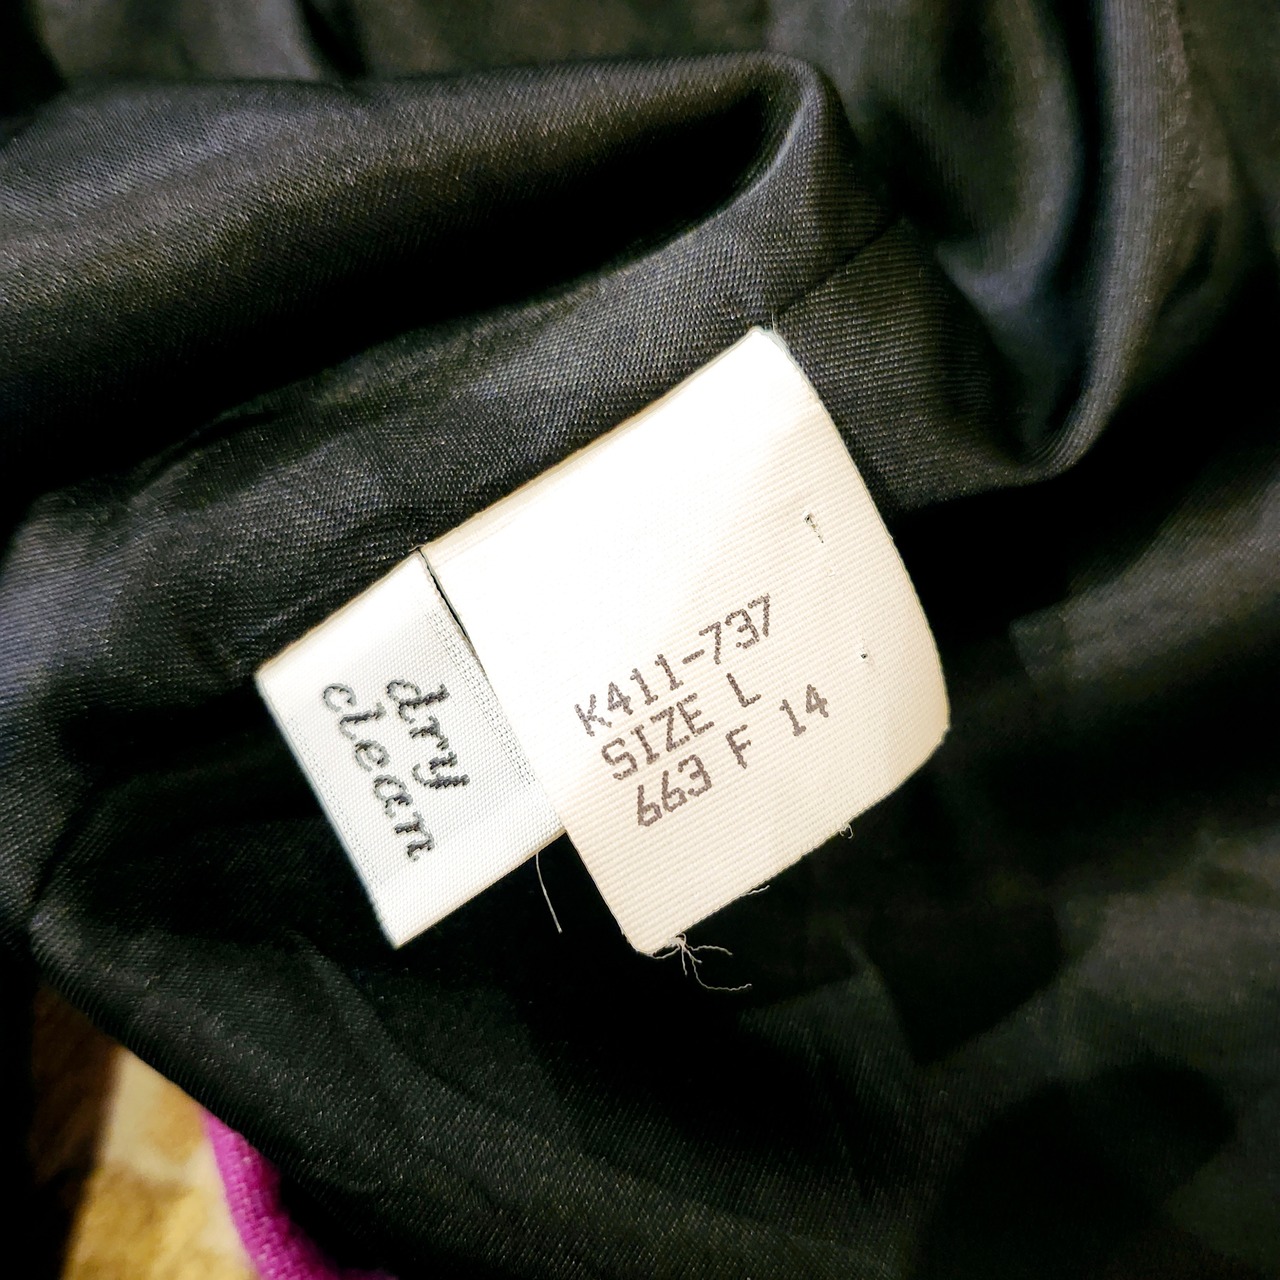 dry
clean
K411-737
SIZE L
663 F 14